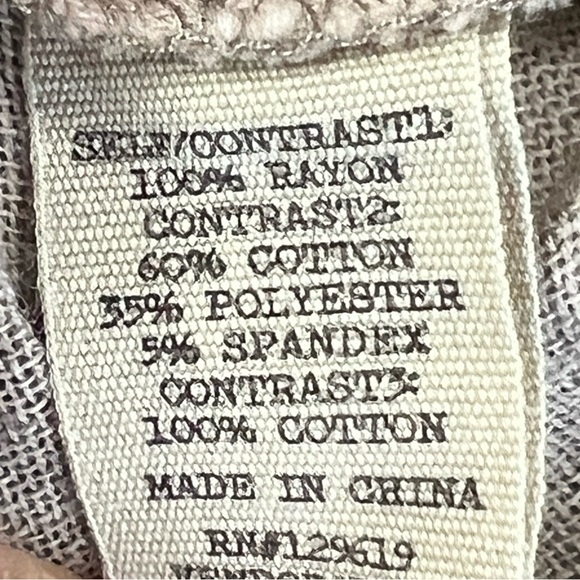 SELF/CONTRAST1:
100% RAYON
CONTRAST2:
60% COTTON
35% POLYESTER
5% SPANDEX
CONTRAST3:
100% COTTON
MADE IN CHINA
RN#129619